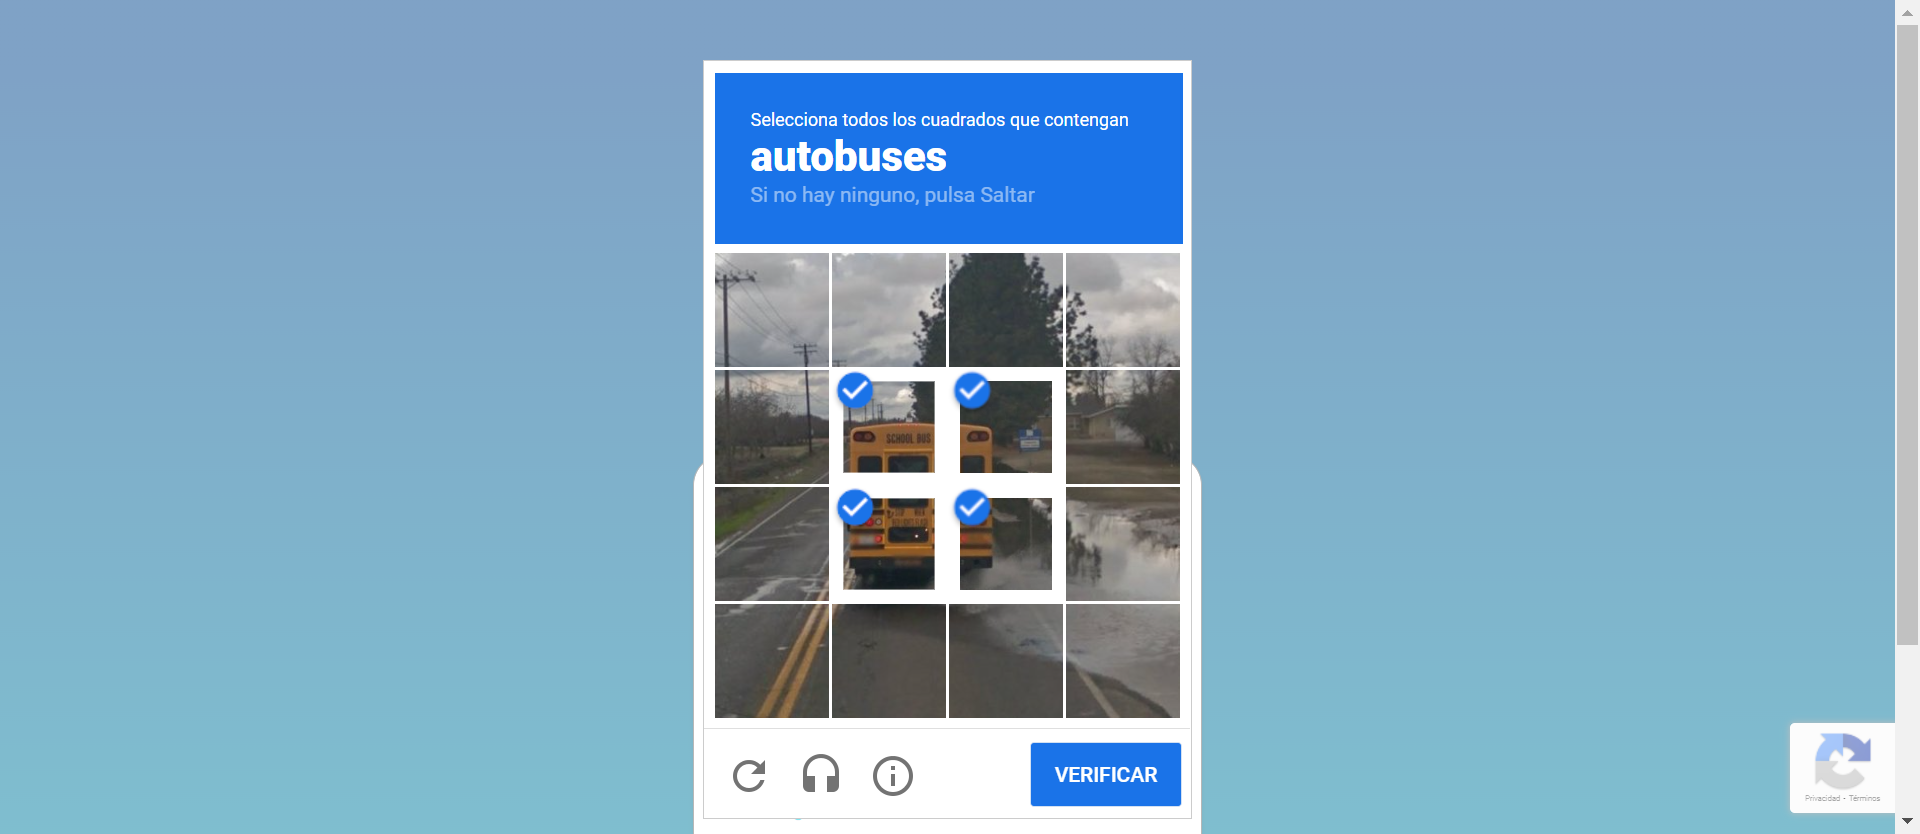 Selecciona todos los cuadrados que contengan
autobuses
Si no hay ninguno, pulsa Saltar
SCHOOL BUS
VERIFICAR
Privacidad - Términos